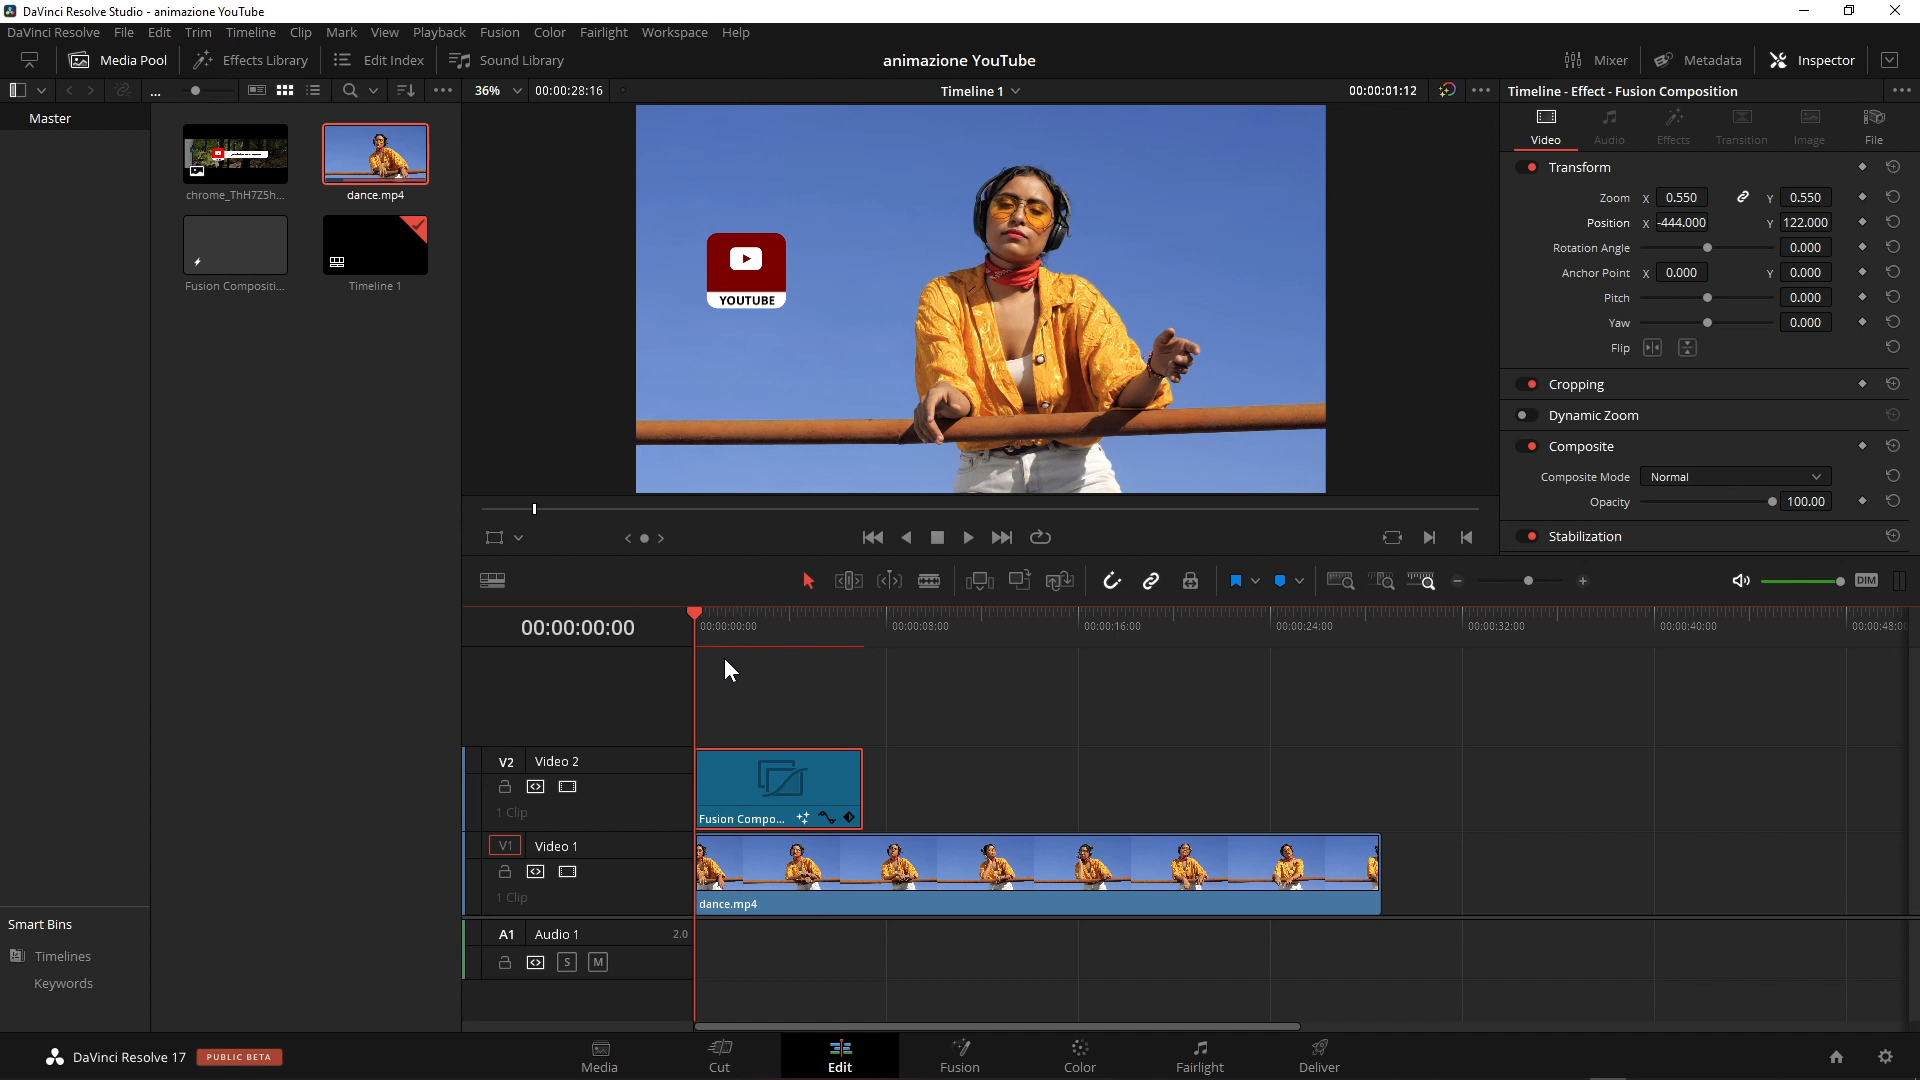 DaVinci Resolve Studio - animazione YouTube
DaVinci Resolve File Edit Trim Timeline Clip Mark View Playback Fusion Color Fairlight Workspace Help
Media Pool Effects Library Edit Index Sound Library animazione YouTube Mixer Metadata Inspector
... 36% 00:00:28:16 Timeline 1 00:00:01:12 Timeline - Effect - Fusion Composition
Master
chrome_ThH7Z5h...
dance.mp4
Fusion Compositi...
Timeline 1
YOUTUBE
Video Audio Effects Transition Image File
Transform
Zoom X 0.550 Y 0.550
Position X -444.000 Y 122.000
Rotation Angle 0.000
Anchor Point X 0.000 Y 0.000
Pitch 0.000
Yaw 0.000
Flip
Cropping
Dynamic Zoom
Composite
Composite Mode Normal
Opacity 100.00
Stabilization
DIM
00:00:00:00 00:00:00:00 00:00:08:00 00:00:16:00 00:00:24:00 00:00:32:00 00:00:40:00 00:00:48:00
V2 Video 2
1 Clip
Fusion Compo...
V1 Video 1
1 Clip
dance.mp4
A1 Audio 1 2.0
S M
Smart Bins
Timelines
Keywords
DaVinci Resolve 17 PUBLIC BETA
Media Cut Edit Fusion Color Fairlight Deliver